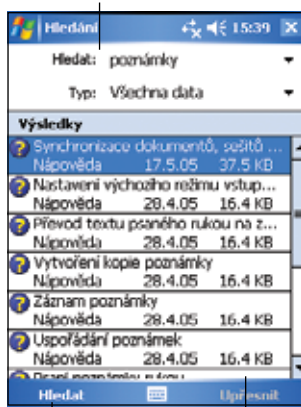 Hledání 15:39
Hledat: poznámky
Typ: Všechna data
Výsledky
Synchronizace dokumentů, sešitů ...
Nápověda 17.5.05 37.5 KB
Nastavení výchozího režimu vstup...
Nápověda 28.4.05 16.4 KB
Převod textu psaného rukou na z...
Nápověda 28.4.05 16.4 KB
Vytvoření kopie poznámky
Nápověda 28.4.05 16.4 KB
Záznam poznámky
Nápověda 28.4.05 16.4 KB
Uspořádání poznámek
Nápověda 28.4.05 16.4 KB
Psaní poznámky rukou
Hledat Upřesnit